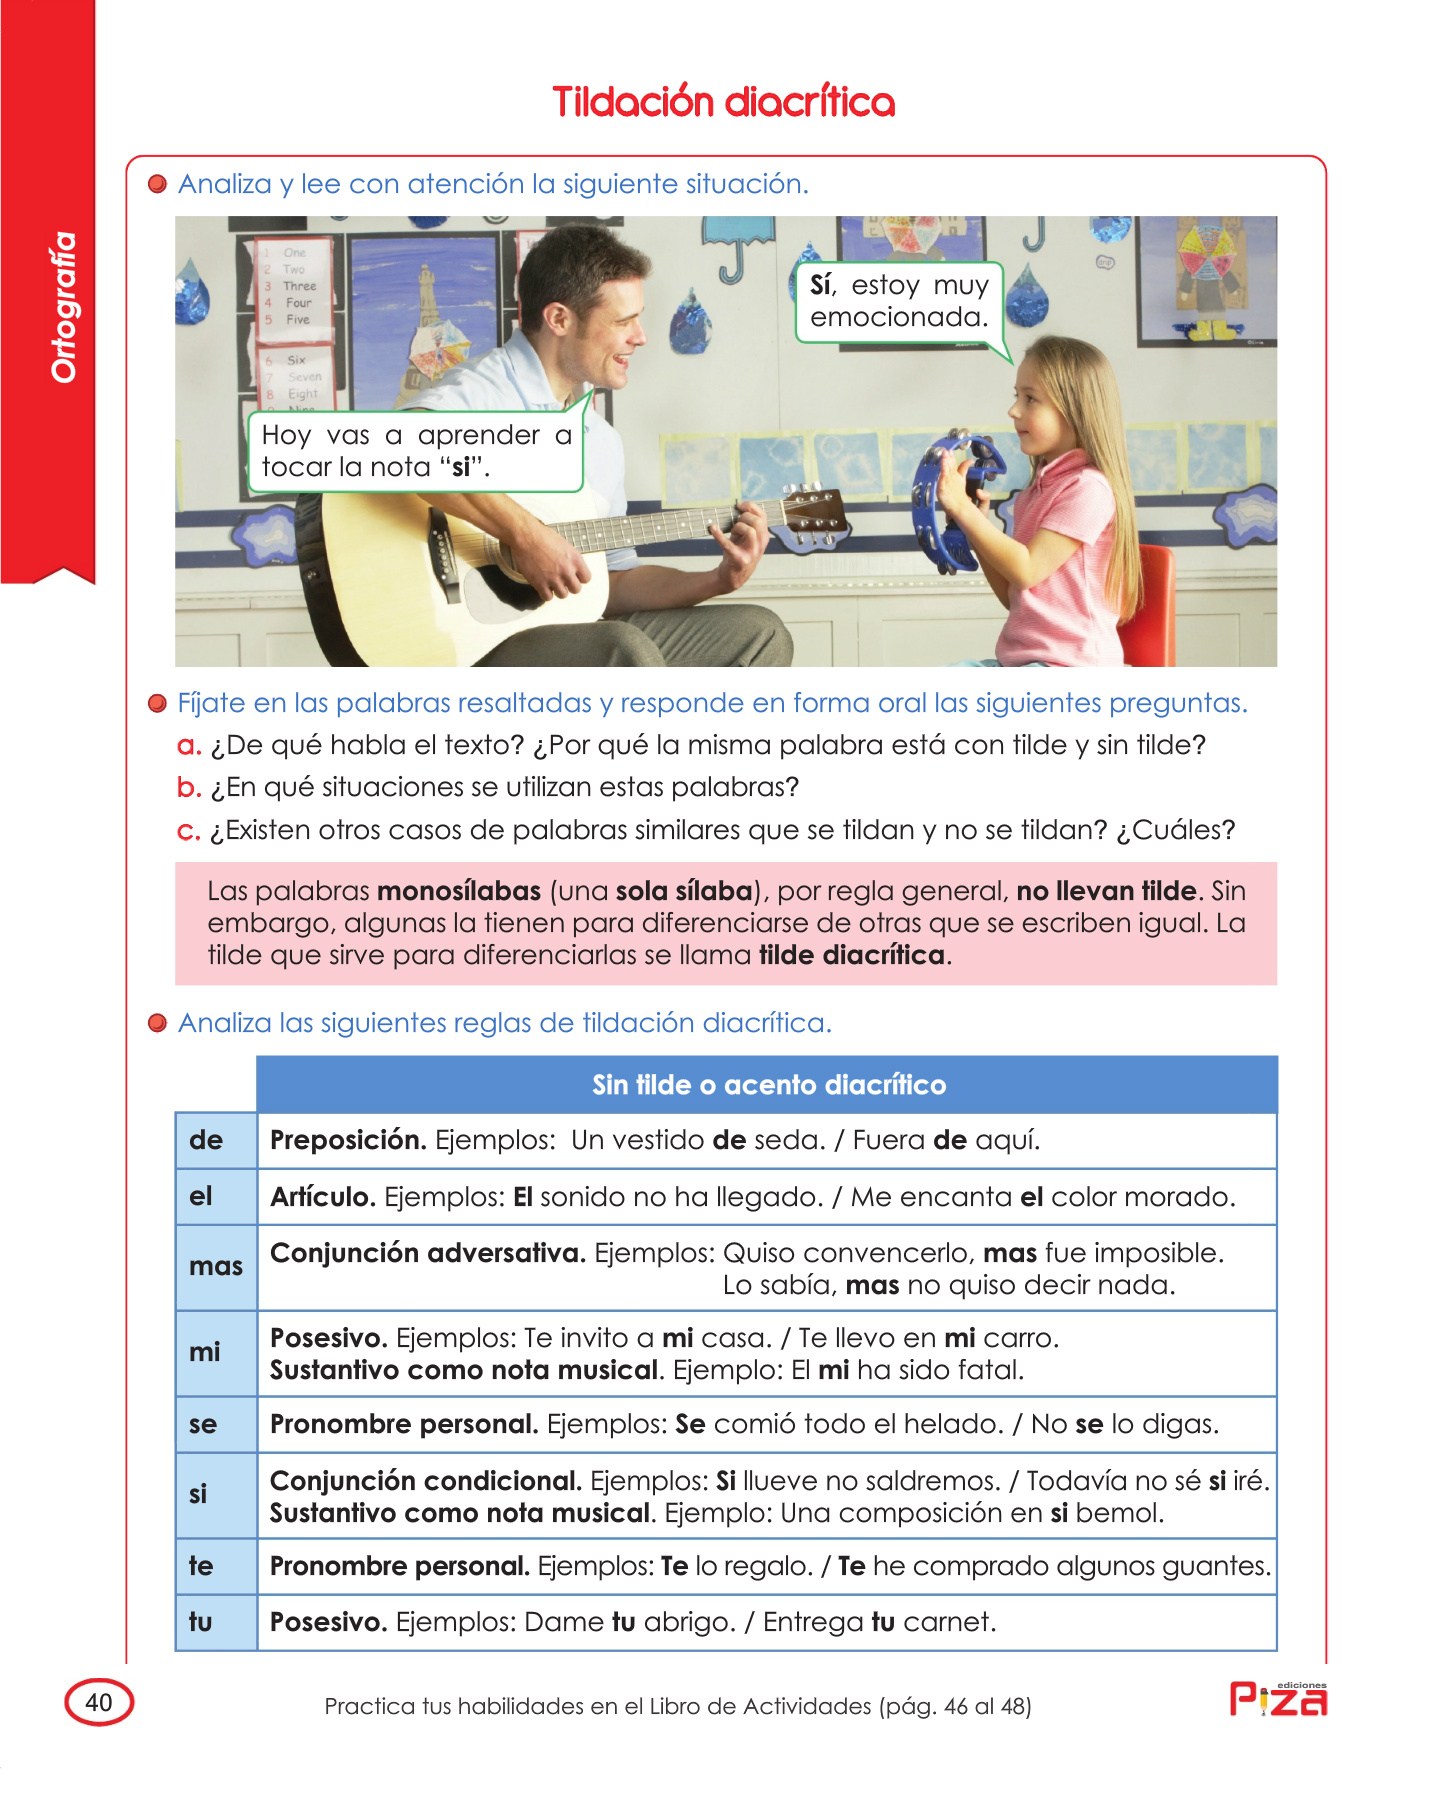 Ortografía
Tildación diacrítica
Analiza y lee con atención la siguiente situación.
1 One
2 Two
3 Three
4 Four
5 Five
6 Six
7 Seven
8 Eight
Sí, estoy muy
emocionada.
Hoy vas a aprender a
tocar la nota “si”.
Fíjate en las palabras resaltadas y responde en forma oral las siguientes preguntas.
a. ¿De qué habla el texto? ¿Por qué la misma palabra está con tilde y sin tilde?
b. ¿En qué situaciones se utilizan estas palabras?
c. ¿Existen otros casos de palabras similares que se tildan y no se tildan? ¿Cuáles?
Las palabras monosílabas (una sola sílaba), por regla general, no llevan tilde. Sin
embargo, algunas la tienen para diferenciarse de otras que se escriben igual. La
tilde que sirve para diferenciarlas se llama tilde diacrítica.
Analiza las siguientes reglas de tildación diacrítica.
Sin tilde o acento diacrítico
de Preposición. Ejemplos: Un vestido de seda. / Fuera de aquí.
el Artículo. Ejemplos: El sonido no ha llegado. / Me encanta el color morado.
mas Conjunción adversativa. Ejemplos: Quiso convencerlo, mas fue imposible.
Lo sabía, mas no quiso decir nada.
mi Posesivo. Ejemplos: Te invito a mi casa. / Te llevo en mi carro.
Sustantivo como nota musical. Ejemplo: El mi ha sido fatal.
se Pronombre personal. Ejemplos: Se comió todo el helado. / No se lo digas.
si Conjunción condicional. Ejemplos: Si llueve no saldremos. / Todavía no sé si iré.
Sustantivo como nota musical. Ejemplo: Una composición en si bemol.
te Pronombre personal. Ejemplos: Te lo regalo. / Te he comprado algunos guantes.
tu Posesivo. Ejemplos: Dame tu abrigo. / Entrega tu carnet.
40
Practica tus habilidades en el Libro de Actividades (pág. 46 al 48)
ediciones
Piza